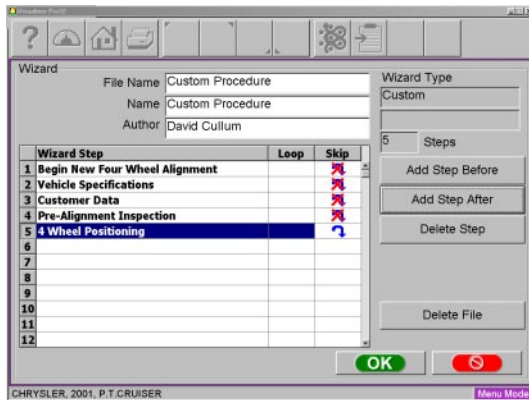 Wizard
File Name Custom Procedure
Name Custom Procedure
Author David Cullum
Wizard Type
Custom
5 Steps
Wizard Step Loop Skip
1 Begin New Four Wheel Alignment
2 Vehicle Specifications
3 Customer Data
4 Pre-Alignment Inspection
5 4 Wheel Positioning
6
7
8
9
10
11
12
Add Step Before
Add Step After
Delete Step
Delete File
OK
CHRYSLER, 2001, P.T.CRUISER
Menu Mode